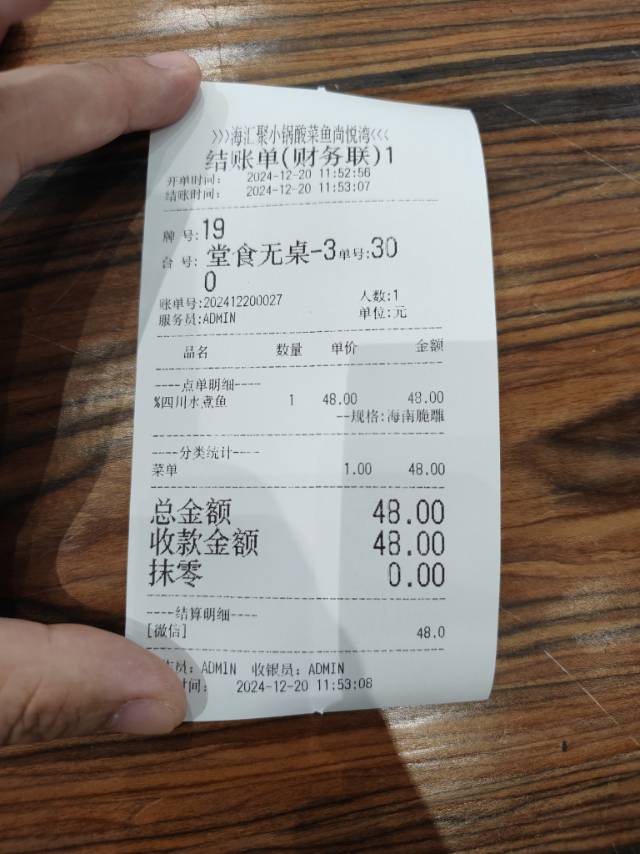 >>>海汇聚小锅酸菜鱼尚悦湾<<<
结账单(财务联)1
开单时间: 2024-12-20 11:52:56
结账时间: 2024-12-20 11:53:07
牌 号:19
台 号:堂食无桌-3单号:30
0
账单号:202412200027 人数:1
服务员:ADMIN 单位:元
品名 数量 单价 金额
----点单明细----
%四川水煮鱼 1 48.00 48.00
--规格:海南脆雕
----分类统计----
菜单 1.00 48.00
总金额 48.00
收款金额 48.00
抹零 0.00
----结算明细----
[微信] 48.0
员: ADMIN 收银员: ADMIN
时间: 2024-12-20 11:53:08